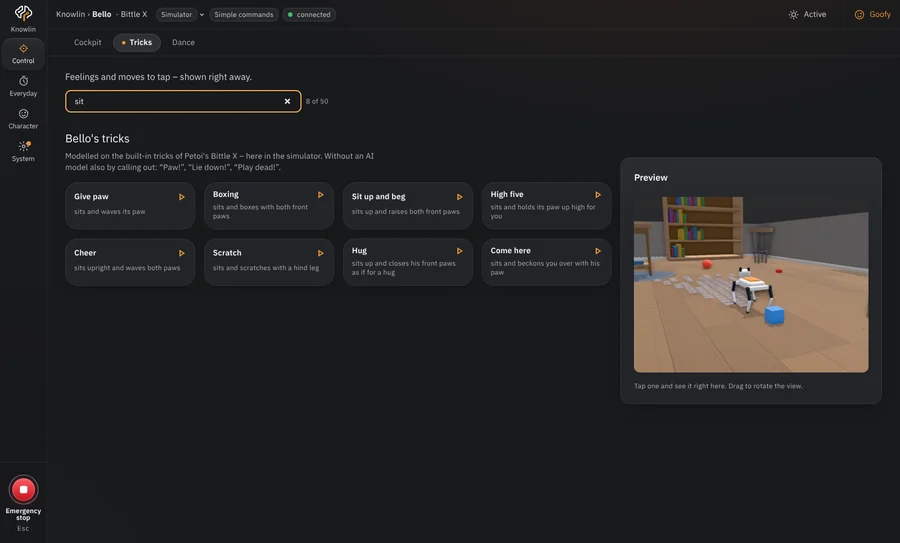 Knowlin
Knowlin › Bello · Bittle X
Simulator
Simple commands
connected
Active
Goofy
Control
Everyday
Character
System
Cockpit
Tricks
Dance
Feelings and moves to tap – shown right away.
sit
8 of 50
Bello's tricks
Modelled on the built-in tricks of Petoi's Bittle X – here in the simulator. Without an AI
model also by calling out: “Paw!”, “Lie down!”, “Play dead!”.
Give paw
sits and waves its paw
Boxing
sits and boxes with both front
paws
Sit up and beg
sits up and raises both front paws
High five
sits and holds its paw up high for
you
Cheer
sits upright and waves both paws
Scratch
sits and scratches with a hind leg
Hug
sits up and closes his front paws
as if for a hug
Come here
sits and beckons you over with his
paw
Preview
Tap one and see it right here. Drag to rotate the view.
Emergency
stop
Esc